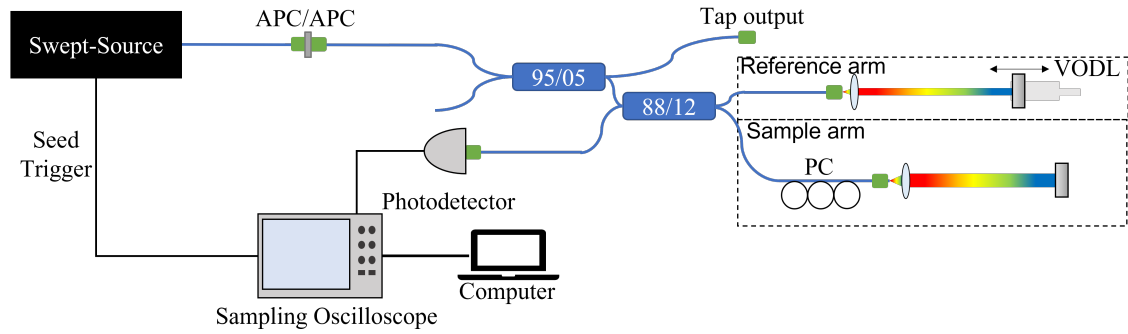 APC/APC
Tap output
Swept-Source
95/05
Reference arm
VODL
88/12
Sample arm
Seed
Trigger
PC
Photodetector
Computer
Sampling Oscilloscope